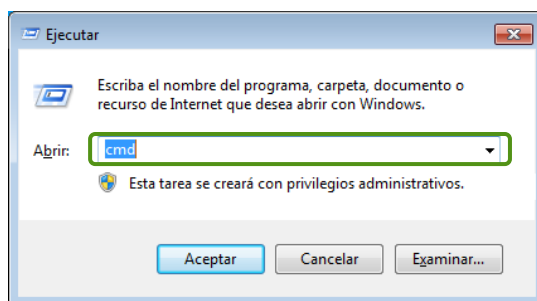 Ejecutar
Escriba el nombre del programa, carpeta, documento o
recurso de Internet que desea abrir con Windows.
Abrir: cmd
Esta tarea se creará con privilegios administrativos.
Aceptar Cancelar Examinar...